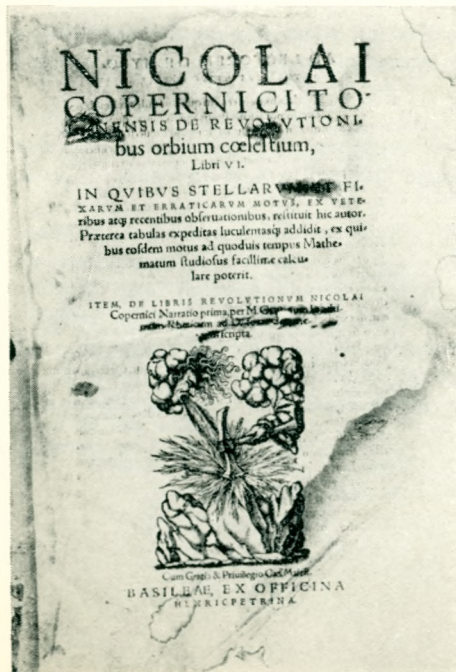 NICOLAI
COPERNICI TO-
NENSIS DE REVOLVTIONI-
bus orbium cœlestium,
Libri VI.
IN QVIBVS STELLARVM ET FI-
XARVM ET ERRATICARVM MOTVS, EX VETE-
ribus atq; recentibus obseruationibus, restituit hic autor.
Præterea tabulas expeditas luculentasq; addidit, ex qui-
bus eosdem motus ad quoduis tempus Mathe-
matum studiosus facillime calcu-
lare poterit.
ITEM, DE LIBRIS REVOLVTIONVM NICOLAI
Copernici Narratio prima, per M.
ad
scripta.
Cum Gratia & Priuilegio Cæs. Maiest.
BASILEAE, EX OFFICINA
HENRICPETRINA.